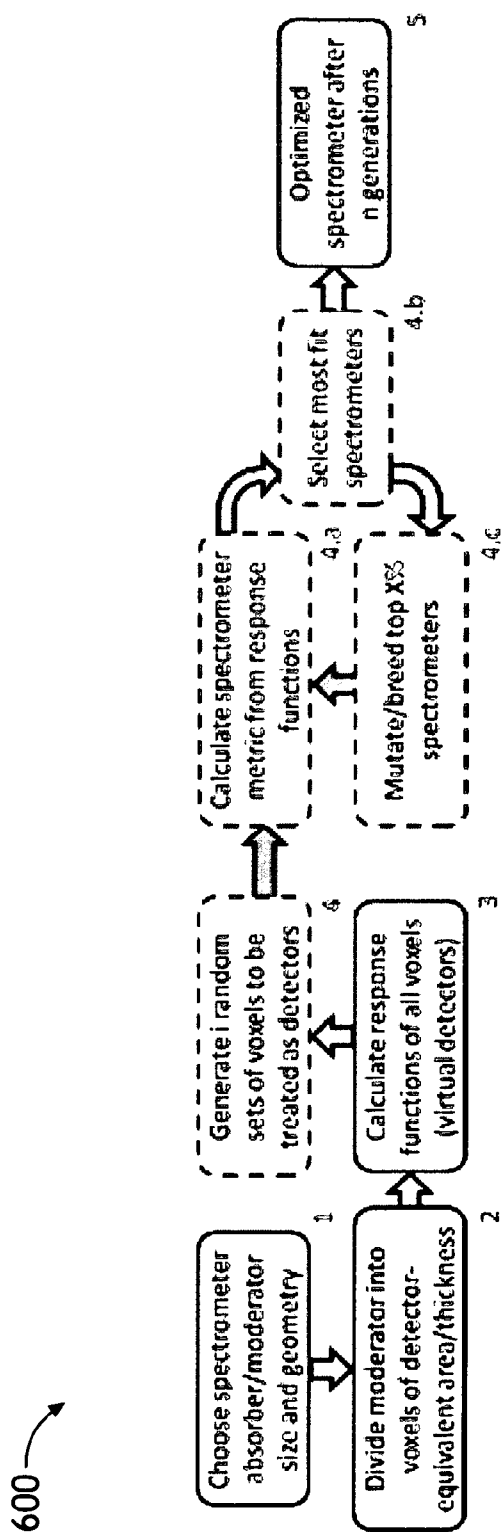 600
Choose spectrometer
absorber/moderator
size and geometry
1
Divide moderator into
voxels of detector-
equivalent area/thickness
2
Calculate response
functions of all voxels
(virtual detectors)
3
Generate i random
sets of voxels to be
treated as detectors
4
Calculate spectrometer
metric from response
functions
4.a
Select most fit
spectrometers
4.b
Mutate/breed top X%
spectrometers
4.c
Optimized
spectrometer after
n generations
5